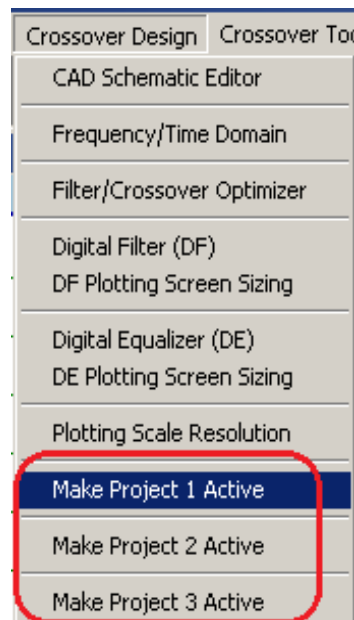 Crossover Design Crossover Too
CAD Schematic Editor
Frequency/Time Domain
Filter/Crossover Optimizer
Digital Filter (DF)
DF Plotting Screen Sizing
Digital Equalizer (DE)
DE Plotting Screen Sizing
Plotting Scale Resolution
Make Project 1 Active
Make Project 2 Active
Make Project 3 Active